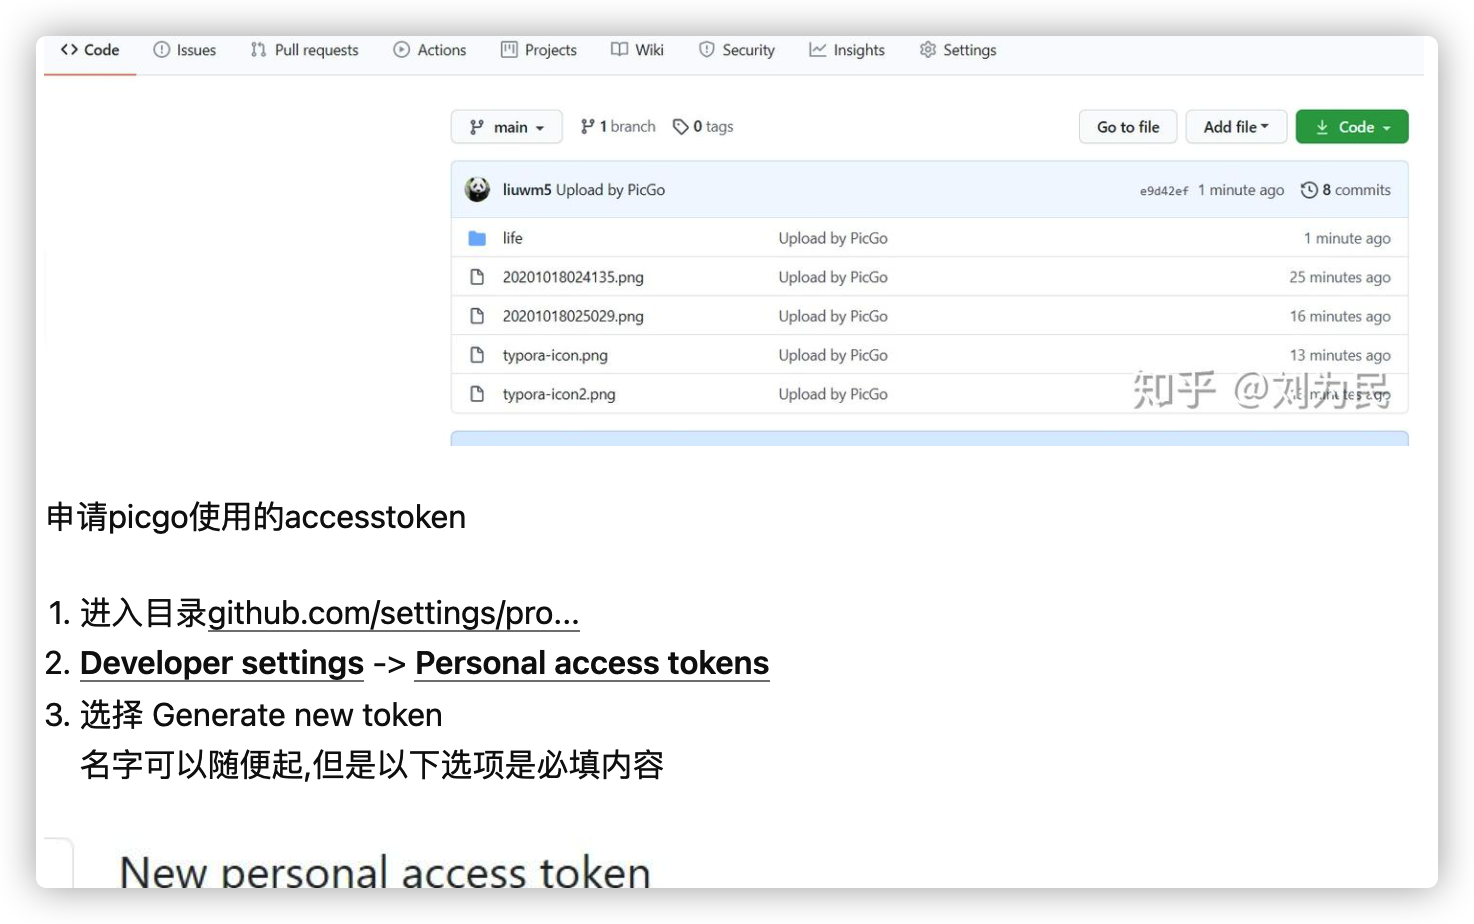 Code Issues Pull requests Actions Projects Wiki Security Insights Settings
main 1 branch 0 tags Go to file Add file Code
liuwm5 Upload by PicGo e9d42ef 1 minute ago 8 commits
life Upload by PicGo 1 minute ago
20201018024135.png Upload by PicGo 25 minutes ago
20201018025029.png Upload by PicGo 16 minutes ago
typora-icon.png Upload by PicGo 13 minutes ago
typora-icon2.png Upload by PicGo minutes ago
知乎 @刘为民
申请picgo使用的accesstoken
1. 进入目录github.com/settings/pro...
2. Developer settings -> Personal access tokens
3. 选择 Generate new token
名字可以随便起,但是以下选项是必填内容
New personal access token